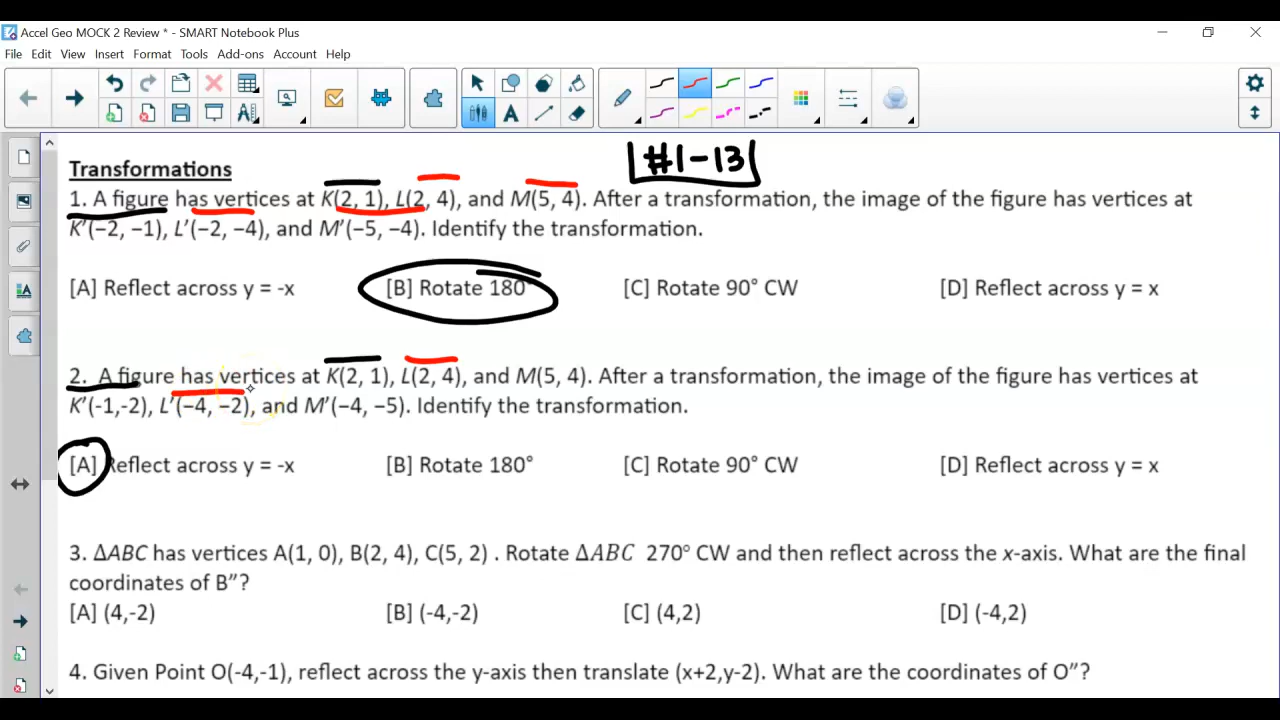 Accel Geo MOCK 2 Review * - SMART Notebook Plus
File Edit View Insert Format Tools Add-ons Account Help
#1-13
Transformations
1. A figure has vertices at K(2, 1), L(2, 4), and M(5, 4). After a transformation, the image of the figure has vertices at
K′(−2, −1), L′(−2, −4), and M′(−5, −4). Identify the transformation.
[A] Reflect across y = -x [B] Rotate 180° [C] Rotate 90° CW [D] Reflect across y = x
2. A figure has vertices at K(2, 1), L(2, 4), and M(5, 4). After a transformation, the image of the figure has vertices at
K′(-1,-2), L′(−4, −2), and M′(−4, −5). Identify the transformation.
[A] Reflect across y = -x [B] Rotate 180° [C] Rotate 90° CW [D] Reflect across y = x
3. ΔABC has vertices A(1, 0), B(2, 4), C(5, 2) . Rotate ΔABC 270° CW and then reflect across the x-axis. What are the final
coordinates of B″?
[A] (4,-2) [B] (-4,-2) [C] (4,2) [D] (-4,2)
4. Given Point O(-4,-1), reflect across the y-axis then translate (x+2,y-2). What are the coordinates of O″?